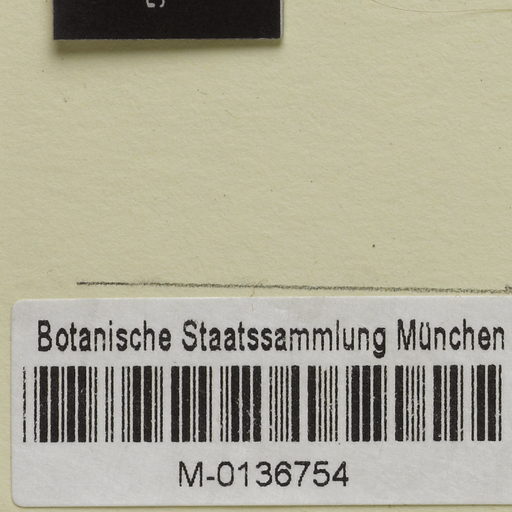 Botanische Staatssammlung München
M-0136754